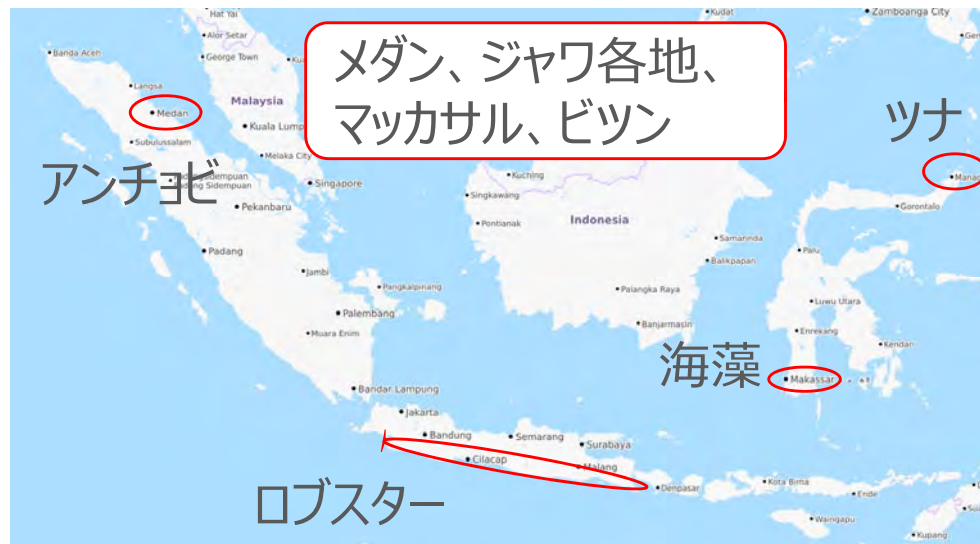 Hat Yai
Kudat
Zamboanga City
Alor Setar
Banda Aceh
George Town
メダン、ジャワ各地、
マッカサル、ビツン
Langsa
Malaysia
Medan
Kuala Lump
ツナ
Subulussalam
Melaka City
アンチョビ
Sidempuan
Singapore
Kuching
Pekanbaru
Singkawang
Gorontalo
Pontianak
Indonesia
Samarinda
Padang
Palu
Balikpapan
Jambi
Pangkalpinang
Palangka Raya
Luwu Utara
Palembang
Banjarmasin
Muara Enim
Enrekang
Kendari
海藻
Makassar
Bandar Lampung
Jakarta
Bandung
Semarang
Surabaya
Cilacap
Malang
ロブスター
Denpasar
Kota Bima
Ende
Waingapu
Kupang